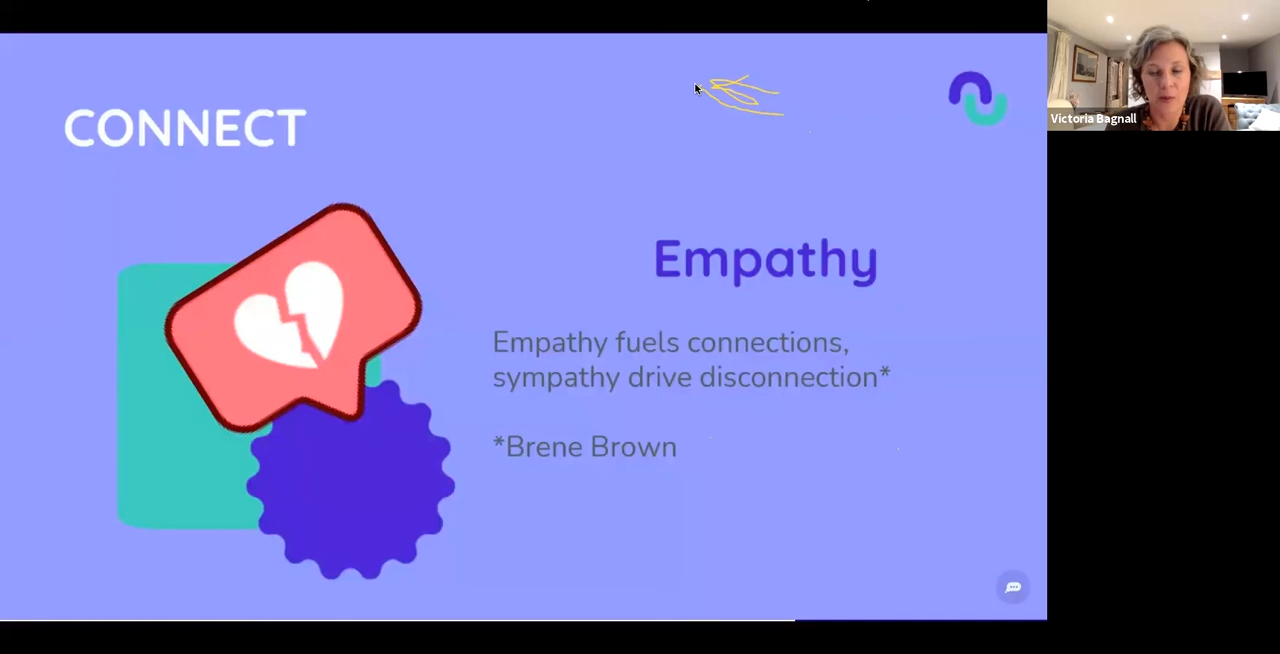 CONNECT
Victoria Bagnall
Empathy
Empathy fuels connections,
sympathy drive disconnection*
*Brene Brown